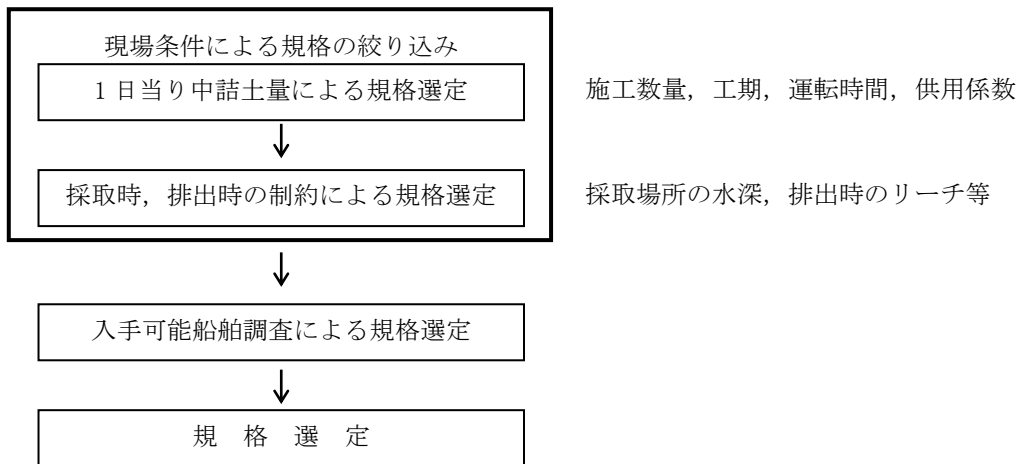 現場条件による規格の絞り込み
1日当り中詰土量による規格選定
施工数量，工期，運転時間，供用係数
採取時，排出時の制約による規格選定
採取場所の水深，排出時のリーチ等
入手可能船舶調査による規格選定
規　格　選　定